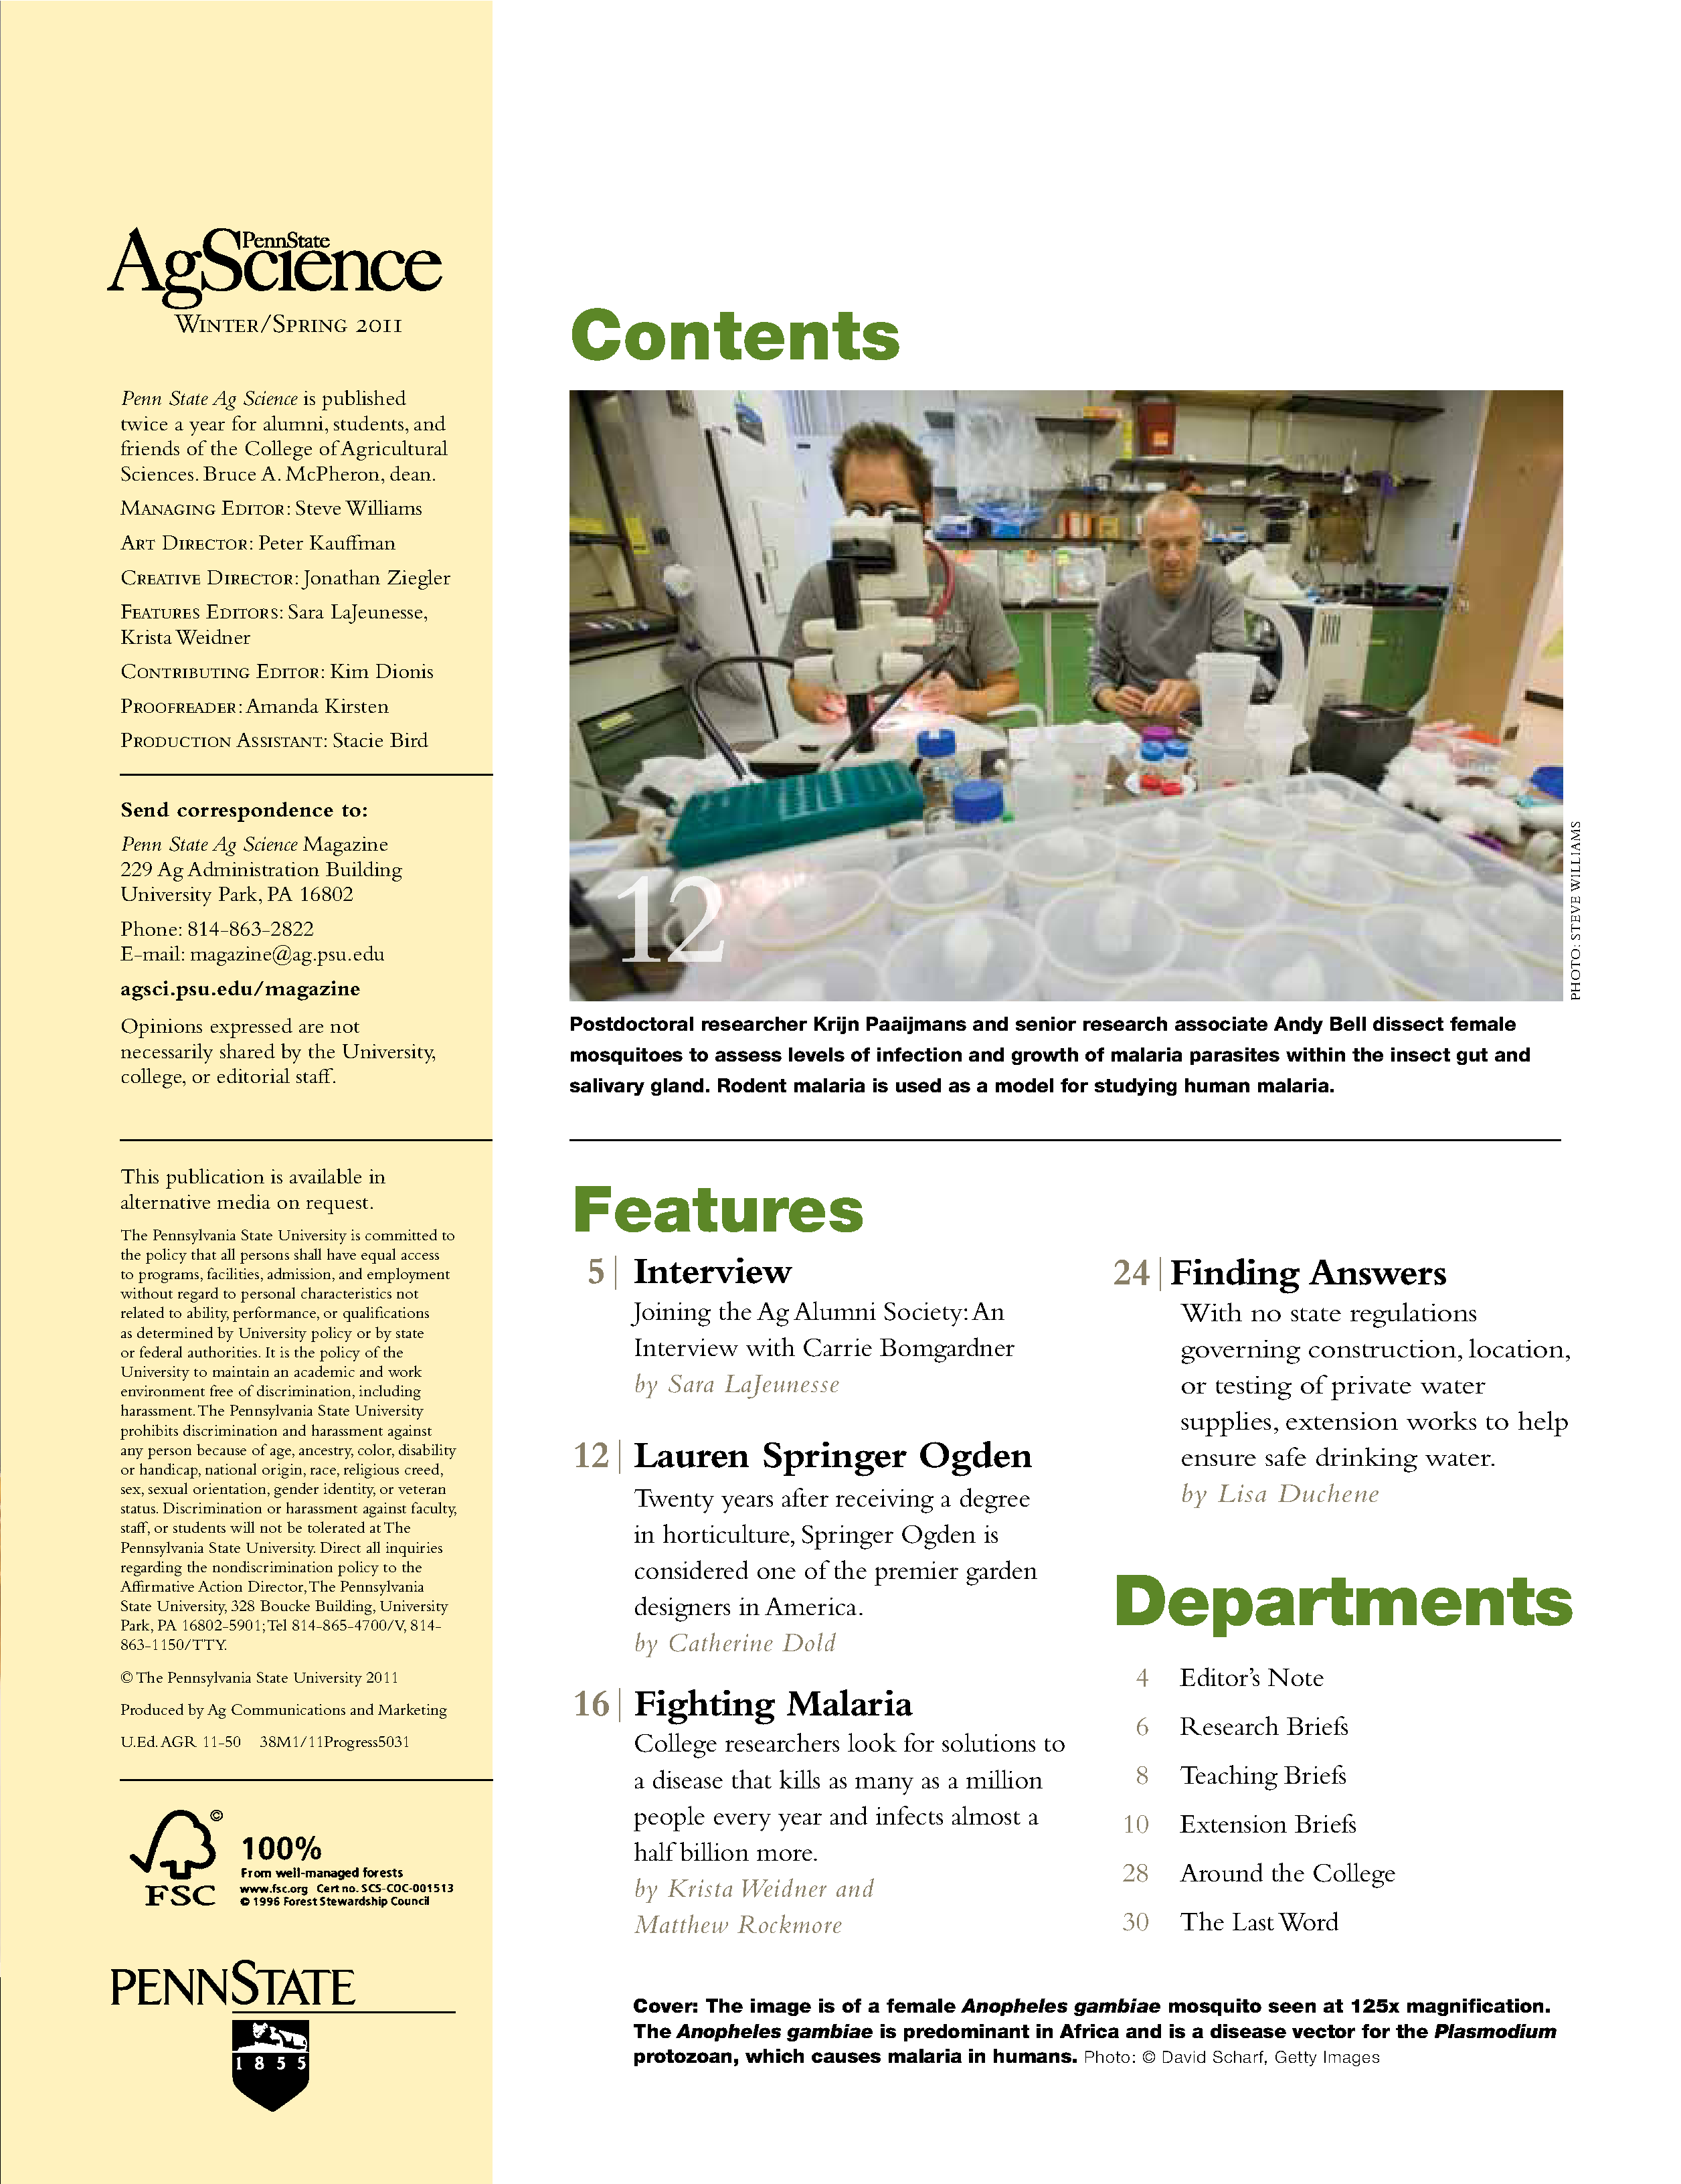 PennState
AgScience
Winter/Spring 2011
Penn State Ag Science is published
twice a year for alumni, students, and
friends of the College of Agricultural
Sciences. Bruce A. McPheron, dean.
Managing Editor: Steve Williams
Art Director: Peter Kauffman
Creative Director: Jonathan Ziegler
Features Editors: Sara LaJeunesse,
Krista Weidner
Contributing Editor: Kim Dionis
Proofreader: Amanda Kirsten
Production Assistant: Stacie Bird
Send correspondence to:
Penn State Ag Science Magazine
229 Ag Administration Building
University Park, PA 16802
Phone: 814-863-2822
E-mail: magazine@ag.psu.edu
agsci.psu.edu/magazine
Opinions expressed are not
necessarily shared by the University,
college, or editorial staff.
This publication is available in
alternative media on request.
The Pennsylvania State University is committed to
the policy that all persons shall have equal access
to programs, facilities, admission, and employment
without regard to personal characteristics not
related to ability, performance, or qualifications
as determined by University policy or by state
or federal authorities. It is the policy of the
University to maintain an academic and work
environment free of discrimination, including
harassment. The Pennsylvania State University
prohibits discrimination and harassment against
any person because of age, ancestry, color, disability
or handicap, national origin, race, religious creed,
sex, sexual orientation, gender identity, or veteran
status. Discrimination or harassment against faculty,
staff, or students will not be tolerated at The
Pennsylvania State University. Direct all inquiries
regarding the nondiscrimination policy to the
Affirmative Action Director, The Pennsylvania
State University, 328 Boucke Building, University
Park, PA 16802-5901; Tel 814-865-4700/V, 814-
863-1150/TTY.
© The Pennsylvania State University 2011
Produced by Ag Communications and Marketing
U.Ed. AGR 11-50 38M1/11Progress5031
©
FSC
100%
From well-managed forests
www.fsc.org Cert no. SCS-COC-001513
© 1996 Forest Stewardship Council
PENNSTATE
1855
Contents
12
PHOTO: STEVE WILLIAMS
Postdoctoral researcher Krijn Paaijmans and senior research associate Andy Bell dissect female
mosquitoes to assess levels of infection and growth of malaria parasites within the insect gut and
salivary gland. Rodent malaria is used as a model for studying human malaria.
Features
5 | Interview
Joining the Ag Alumni Society: An
Interview with Carrie Bomgardner
by Sara LaJeunesse
12 | Lauren Springer Ogden
Twenty years after receiving a degree
in horticulture, Springer Ogden is
considered one of the premier garden
designers in America.
by Catherine Dold
16 | Fighting Malaria
College researchers look for solutions to
a disease that kills as many as a million
people every year and infects almost a
half billion more.
by Krista Weidner and
Matthew Rockmore
24 | Finding Answers
With no state regulations
governing construction, location,
or testing of private water
supplies, extension works to help
ensure safe drinking water.
by Lisa Duchene
Departments
4 Editor's Note
6 Research Briefs
8 Teaching Briefs
10 Extension Briefs
28 Around the College
30 The Last Word
Cover: The image is of a female Anopheles gambiae mosquito seen at 125x magnification.
The Anopheles gambiae is predominant in Africa and is a disease vector for the Plasmodium
protozoan, which causes malaria in humans. Photo: © David Scharf, Getty Images